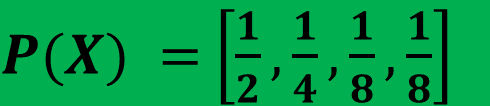 P(X) = [1/2, 1/4, 1/8, 1/8]